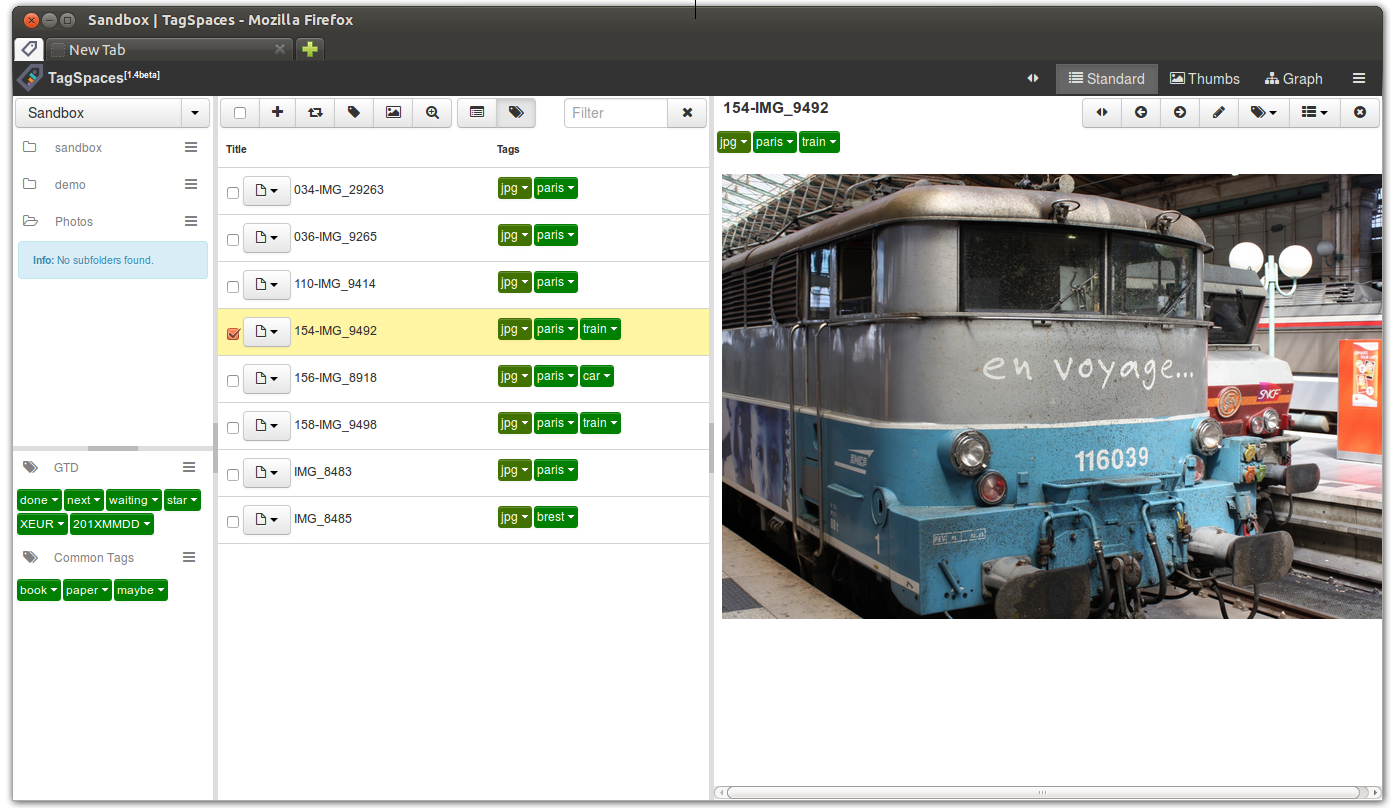 Sandbox | TagSpaces - Mozilla Firefox
New Tab
TagSpaces[1.4beta]
Standard Thumbs Graph
Sandbox
Filter
154-IMG_9492
sandbox
demo
Photos
Info: No subfolders found.
Title Tags
034-IMG_29263 jpg paris
036-IMG_9265 jpg paris
110-IMG_9414 jpg paris
154-IMG_9492 jpg paris train
156-IMG_8918 jpg paris car
158-IMG_9498 jpg paris train
IMG_8483 jpg paris
IMG_8485 jpg brest
GTD
done next waiting star
XEUR 201XMMDD
Common Tags
book paper maybe
jpg paris train
en voyage...
SNCF
116039
1